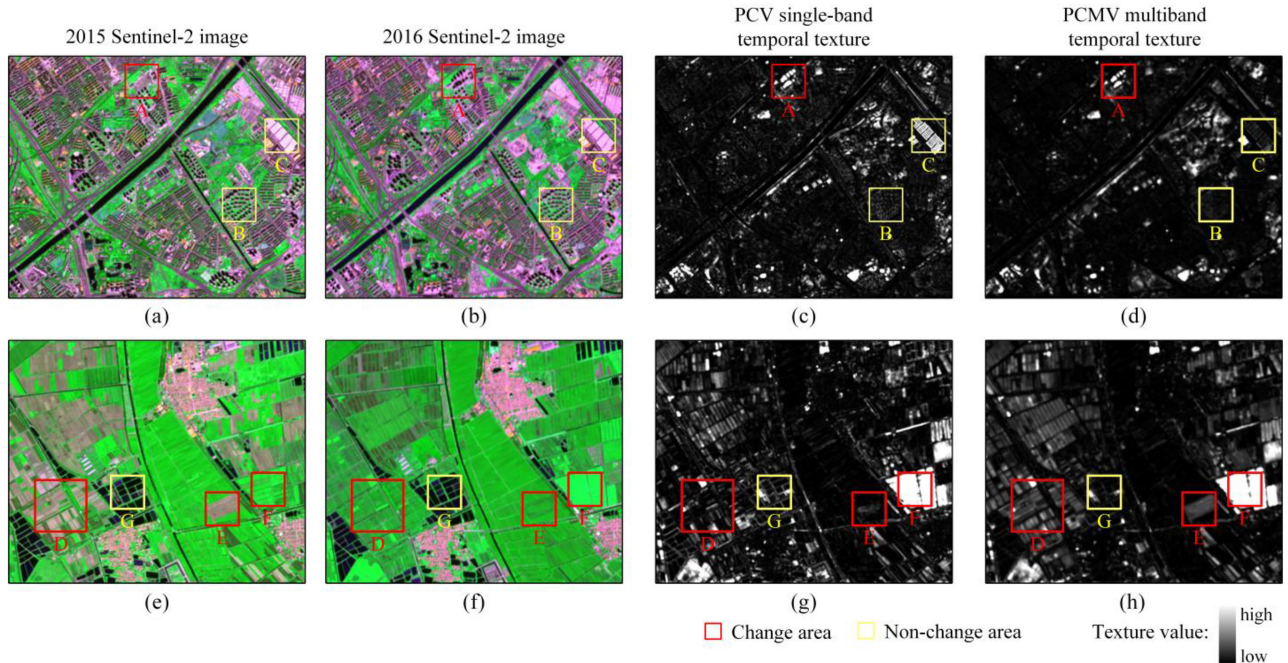 2015 Sentinel-2 image
2016 Sentinel-2 image
PCV single-band
temporal texture
PCMV multiband
temporal texture
A
C
B
A
C
B
A
C
B
A
C
B
(a)
(b)
(c)
(d)
D
G
E
F
D
G
E
F
D
G
E
F
D
G
E
F
(e)
(f)
(g)
(h)
Change area
Non-change area
Texture value:
high
low